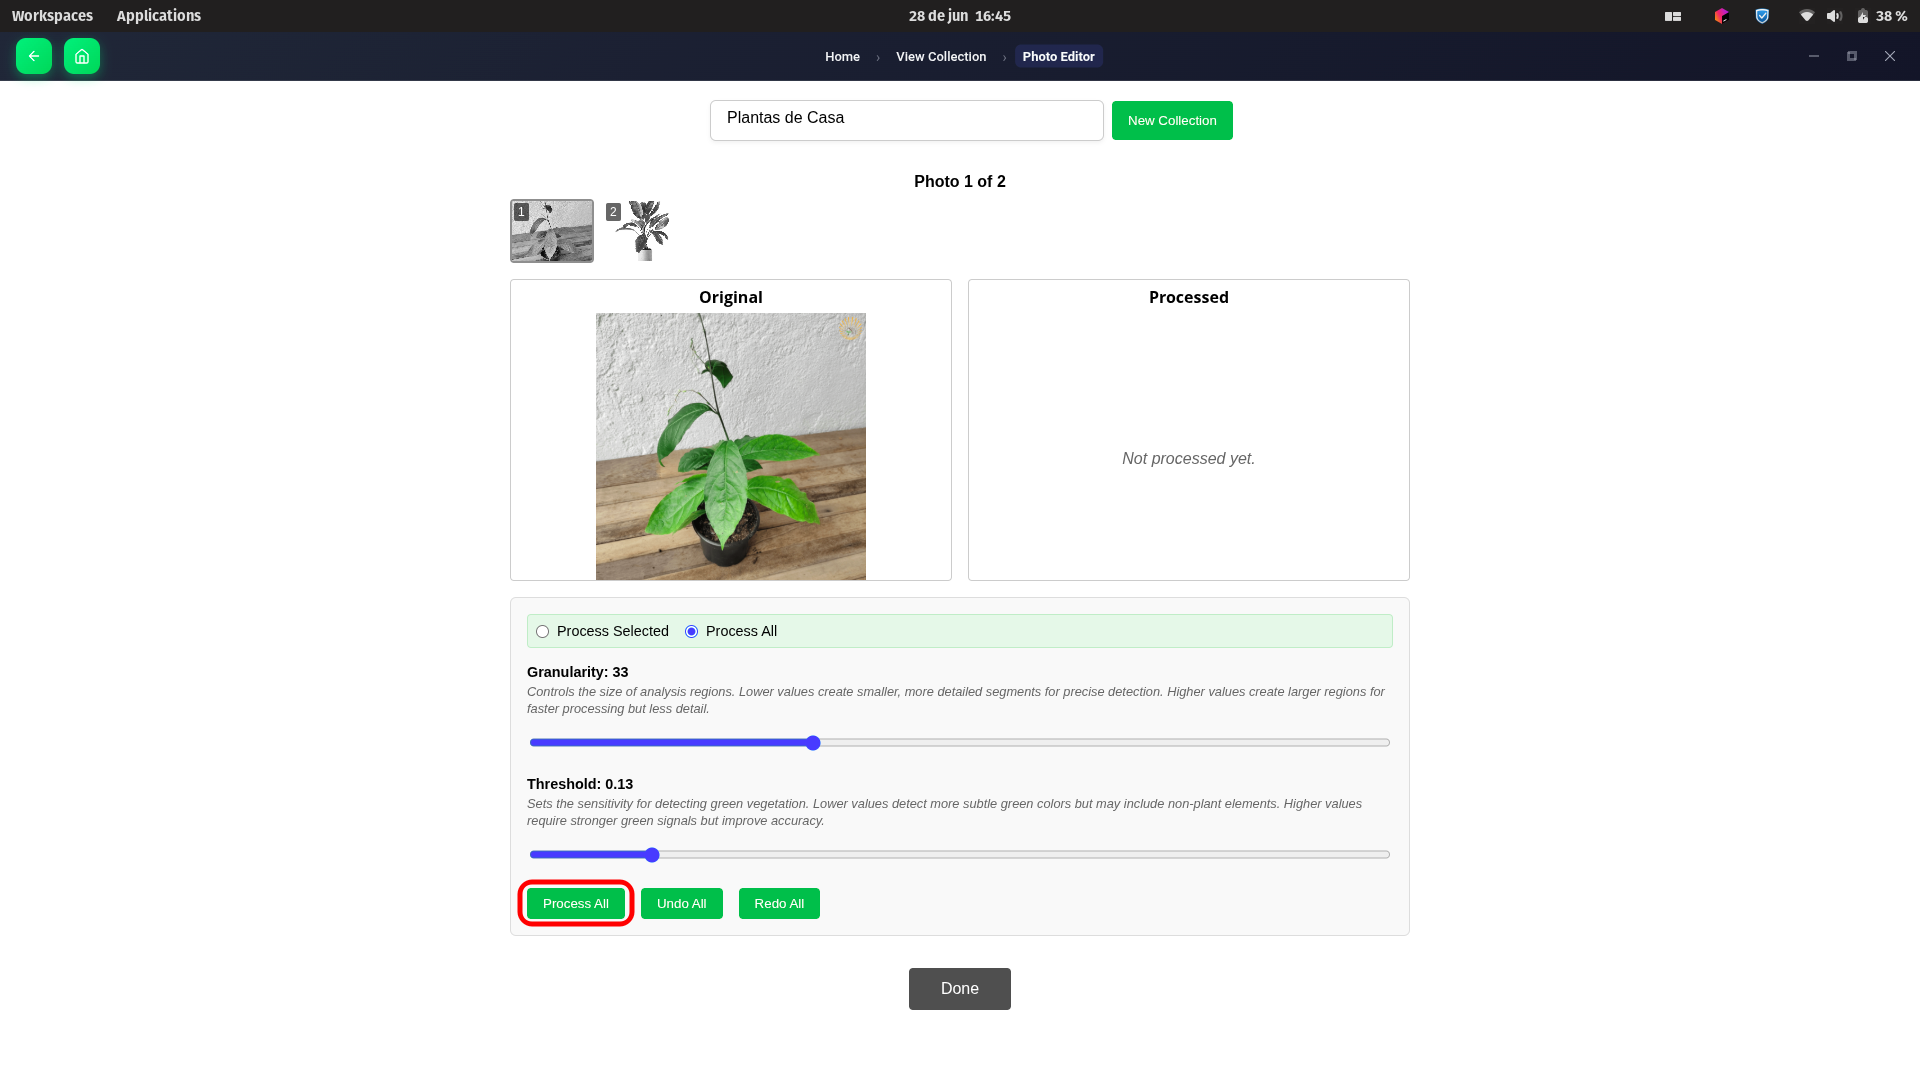 Workspaces Applications 28 de jun 16:45 38 %
Home › View Collection › Photo Editor
Plantas de Casa New Collection
Photo 1 of 2
1 2
Original Processed
Not processed yet.
Process Selected Process All
Granularity: 33
Controls the size of analysis regions. Lower values create smaller, more detailed segments for precise detection. Higher values create larger regions for
faster processing but less detail.
Threshold: 0.13
Sets the sensitivity for detecting green vegetation. Lower values detect more subtle green colors but may include non-plant elements. Higher values
require stronger green signals but improve accuracy.
Process All Undo All Redo All
Done